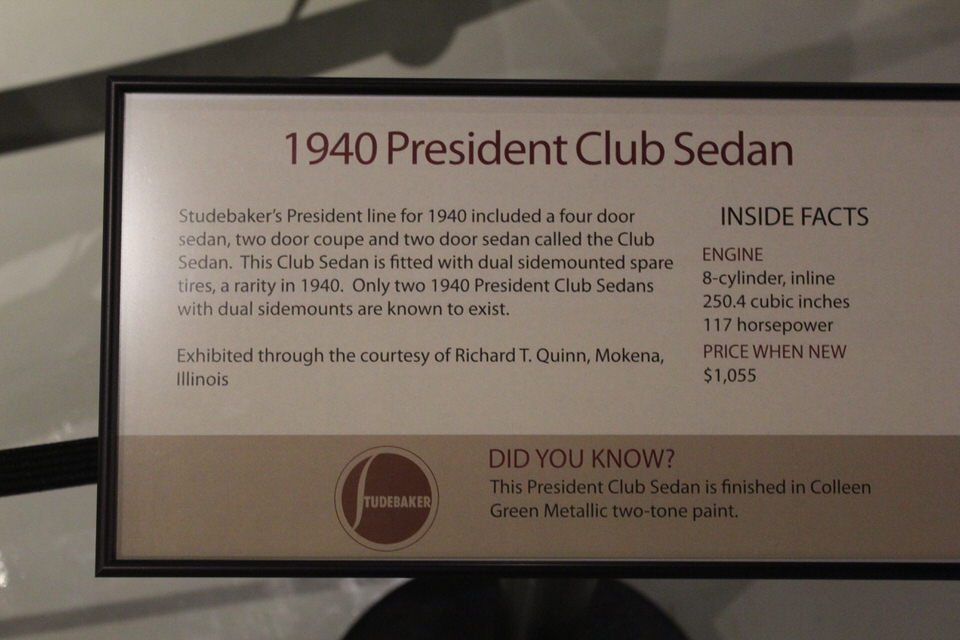 1940 President Club Sedan
Studebaker's President line for 1940 included a four door
sedan, two door coupe and two door sedan called the Club
Sedan. This Club Sedan is fitted with dual sidemounted spare
tires, a rarity in 1940. Only two 1940 President Club Sedans
with dual sidemounts are known to exist.
Exhibited through the courtesy of Richard T. Quinn, Mokena,
Illinois
INSIDE FACTS
ENGINE
8-cylinder, inline
250.4 cubic inches
117 horsepower
PRICE WHEN NEW
$1,055
STUDEBAKER
DID YOU KNOW?
This President Club Sedan is finished in Colleen
Green Metallic two-tone paint.